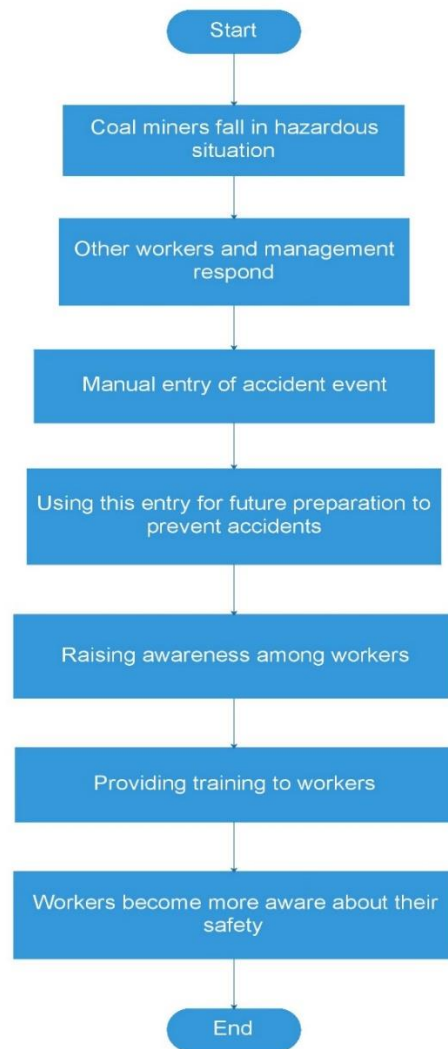 Start
Coal miners fall in hazardous
situation
Other workers and management
respond
Manual entry of accident event
Using this entry for future preparation to
prevent accidents
Raising awareness among workers
Providing training to workers
Workers become more aware about their
safety
End